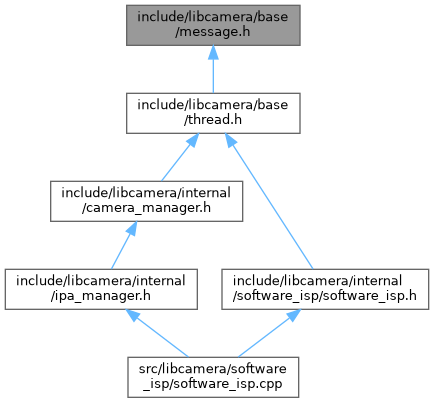 include/libcamera/base
/message.h
include/libcamera/base
/thread.h
include/libcamera/internal
/camera_manager.h
include/libcamera/internal
/ipa_manager.h
include/libcamera/internal
/software_isp/software_isp.h
src/libcamera/software
_isp/software_isp.cpp